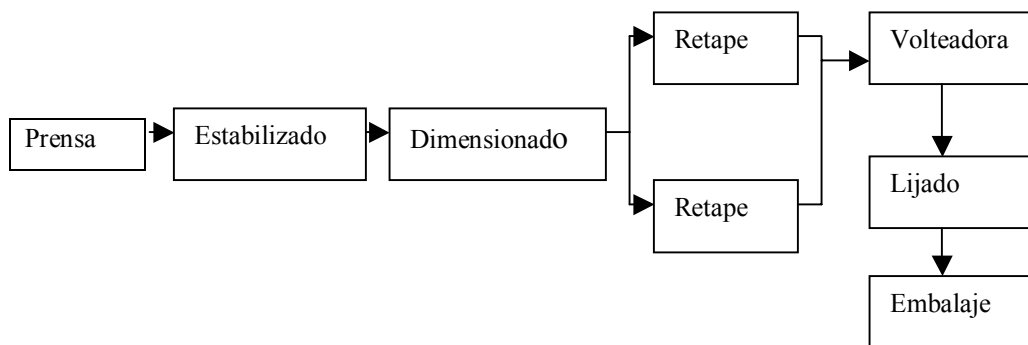 Prensa
Estabilizado
Dimensionado
Retape
Retape
Volteadora
Lijado
Embalaje